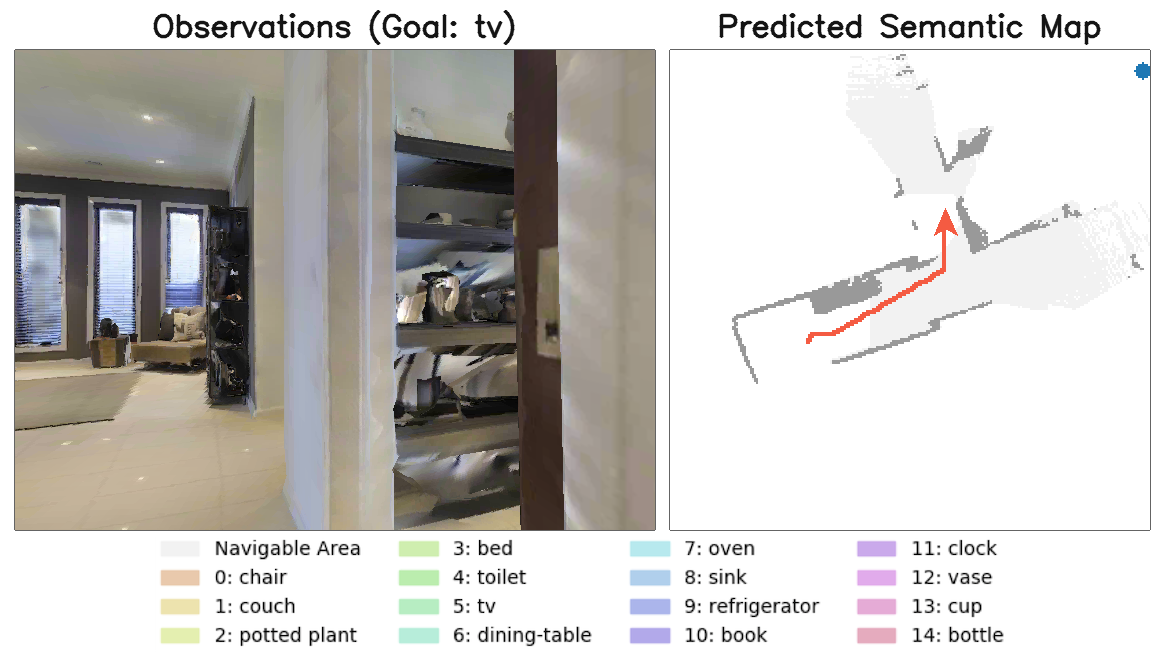 Observations (Goal: tv)
Predicted Semantic Map
Navigable Area
0: chair
1: couch
2: potted plant
3: bed
4: toilet
5: tv
6: dining-table
7: oven
8: sink
9: refrigerator
10: book
11: clock
12: vase
13: cup
14: bottle